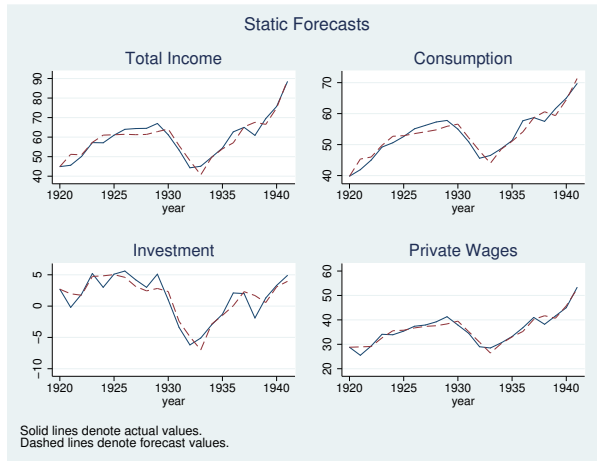 Static Forecasts
Total Income
90
80
70
60
50
40
1920 1925 1930 1935 1940
year
Consumption
70
60
50
40
1920 1925 1930 1935 1940
year
Investment
5
0
−5
−10
1920 1925 1930 1935 1940
year
Private Wages
60
50
40
30
20
1920 1925 1930 1935 1940
year
Solid lines denote actual values.
Dashed lines denote forecast values.